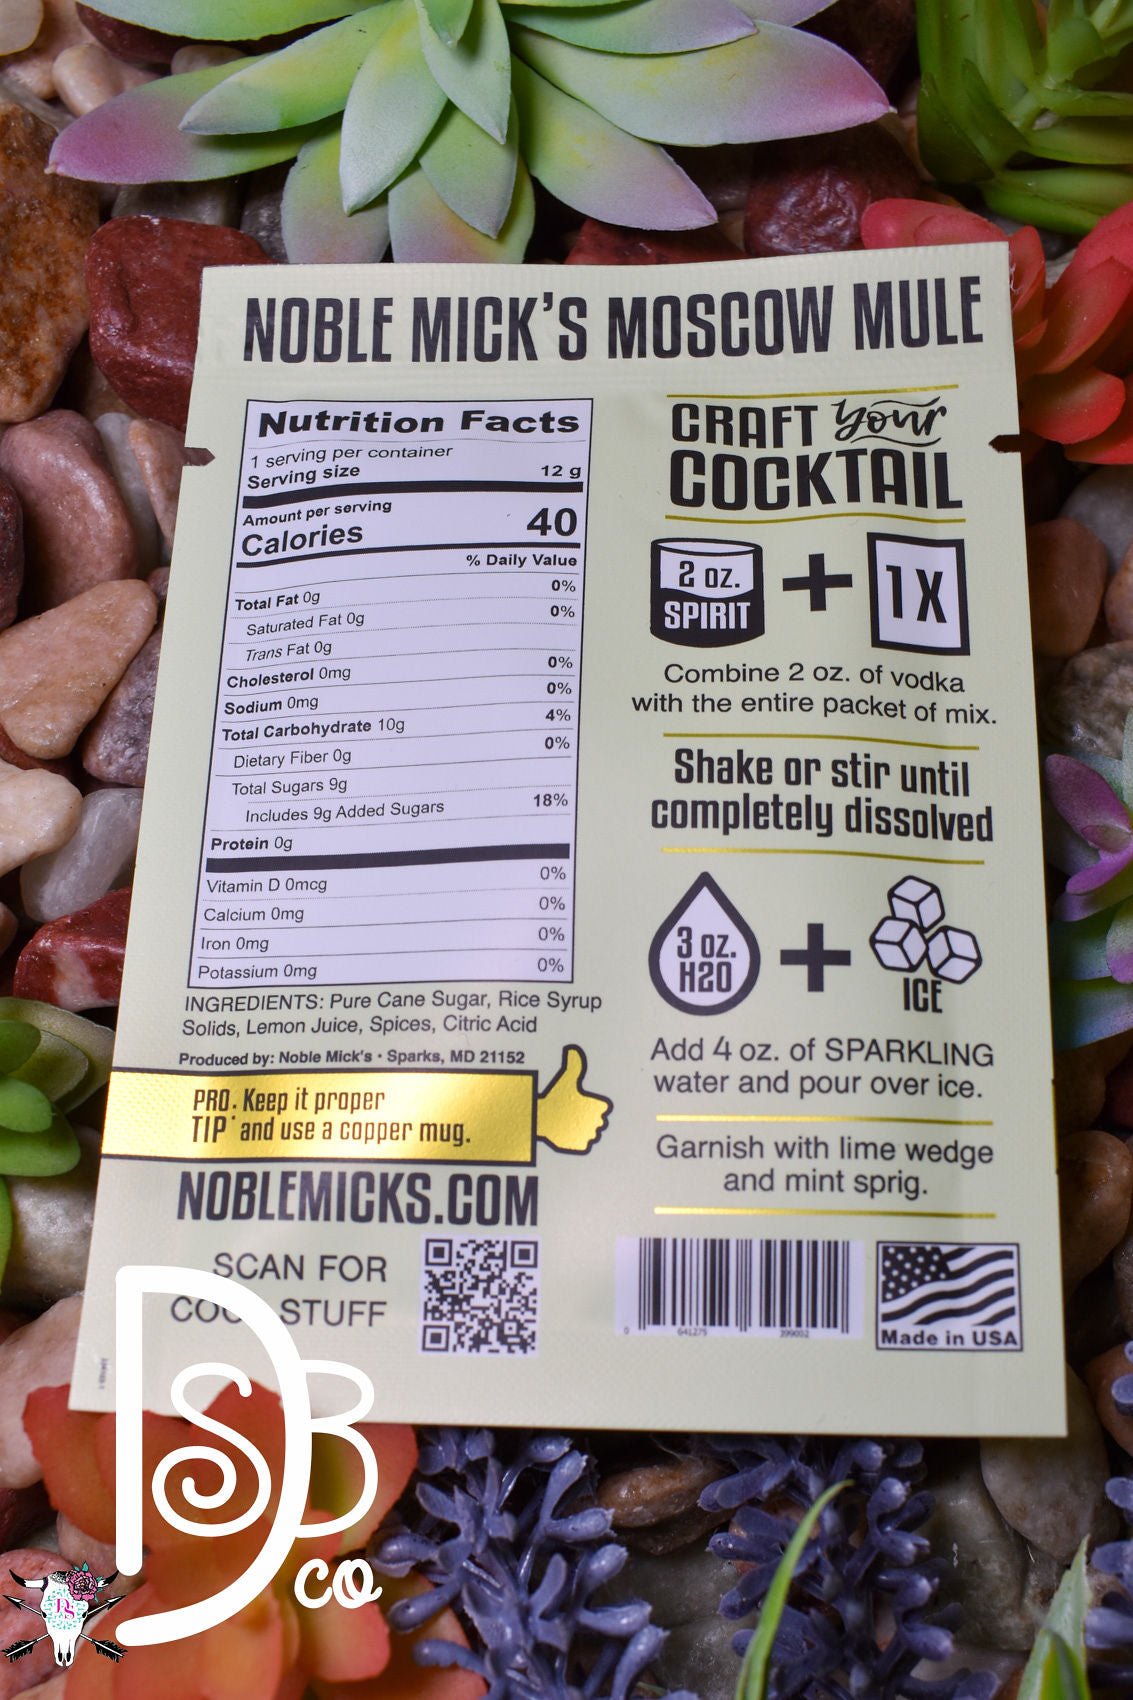 NOBLE MICK'S MOSCOW MULE
Nutrition Facts
1 serving per container
Serving size 12 g
Amount per serving
Calories 40
% Daily Value
Total Fat 0g 0%
Saturated Fat 0g 0%
Trans Fat 0g
Cholesterol 0mg 0%
Sodium 0mg 0%
Total Carbohydrate 10g 4%
Dietary Fiber 0g 0%
Total Sugars 9g
Includes 9g Added Sugars 18%
Protein 0g
Vitamin D 0mcg 0%
Calcium 0mg 0%
Iron 0mg 0%
Potassium 0mg 0%
INGREDIENTS: Pure Cane Sugar, Rice Syrup
Solids, Lemon Juice, Spices, Citric Acid
Produced by: Noble Mick's • Sparks, MD 21152
PRO. Keep it proper
TIP and use a copper mug.
NOBLEMICKS.COM
SCAN FOR
STUFF
CRAFT your
COCKTAIL
2 oz.
SPIRIT
+
1X
Combine 2 oz. of vodka
with the entire packet of mix.
Shake or stir until
completely dissolved
3 oz.
H2O
+
ICE
Add 4 oz. of SPARKLING
water and pour over ice.
Garnish with lime wedge
and mint sprig.
0 641275 399002
Made in USA
DSB
co